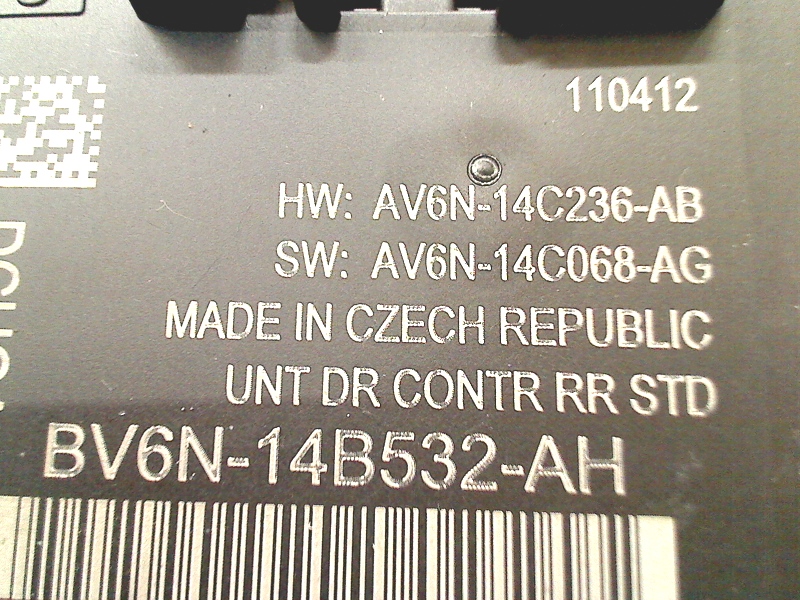 110412
HW: AV6N-14C236-AB
SW: AV6N-14C068-AG
MADE IN CZECH REPUBLIC
UNT DR CONTR RR STD
BV6N-14B532-AH